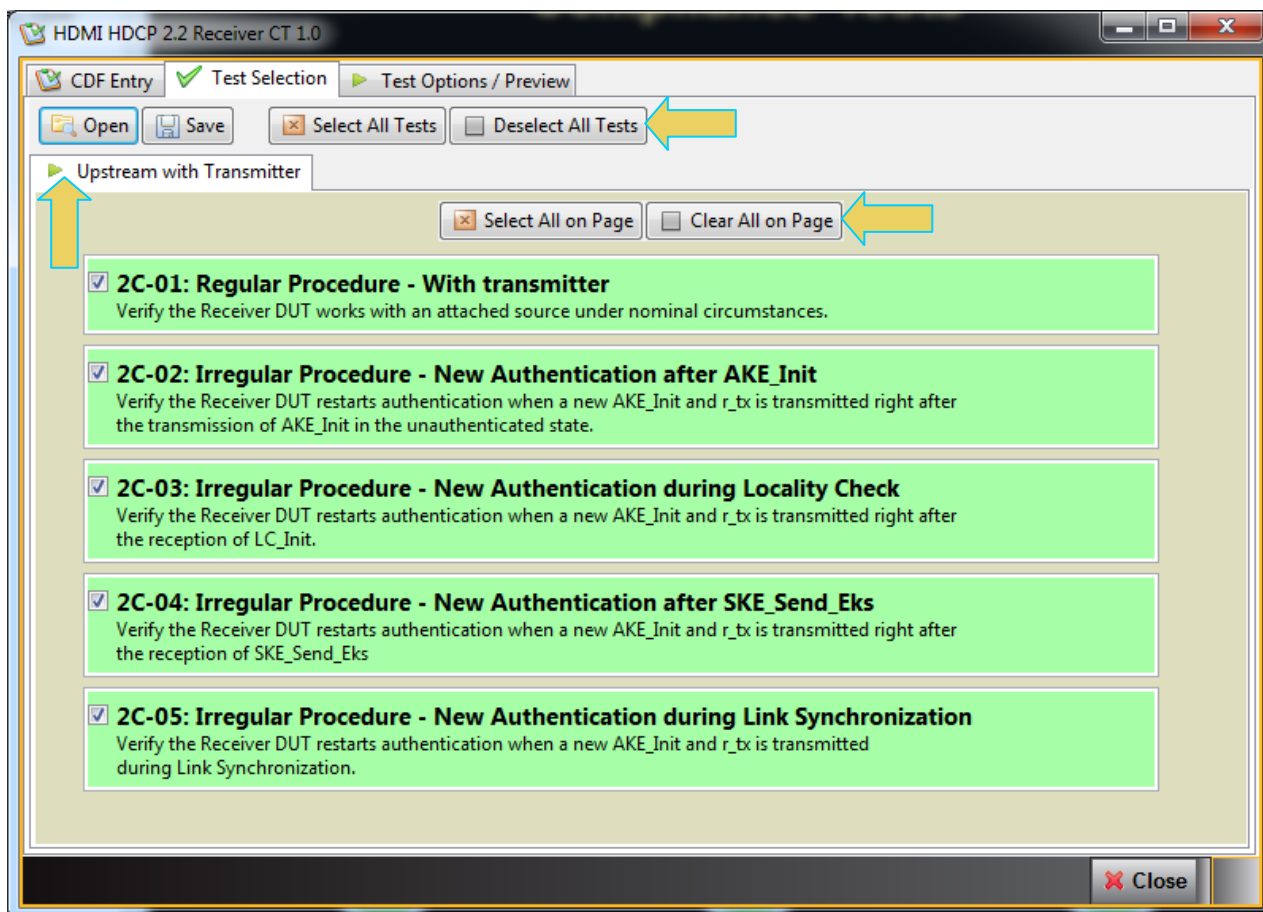 HDMI HDCP 2.2 Receiver CT 1.0
CDF Entry Test Selection Test Options / Preview
Open Save Select All Tests Deselect All Tests
Upstream with Transmitter
Select All on Page Clear All on Page
2C-01: Regular Procedure - With transmitter
Verify the Receiver DUT works with an attached source under nominal circumstances.
2C-02: Irregular Procedure - New Authentication after AKE_Init
Verify the Receiver DUT restarts authentication when a new AKE_Init and r_tx is transmitted right after
the transmission of AKE_Init in the unauthenticated state.
2C-03: Irregular Procedure - New Authentication during Locality Check
Verify the Receiver DUT restarts authentication when a new AKE_Init and r_tx is transmitted right after
the reception of LC_Init.
2C-04: Irregular Procedure - New Authentication after SKE_Send_Eks
Verify the Receiver DUT restarts authentication when a new AKE_Init and r_tx is transmitted right after
the reception of SKE_Send_Eks
2C-05: Irregular Procedure - New Authentication during Link Synchronization
Verify the Receiver DUT restarts authentication when a new AKE_Init and r_tx is transmitted
during Link Synchronization.
Close